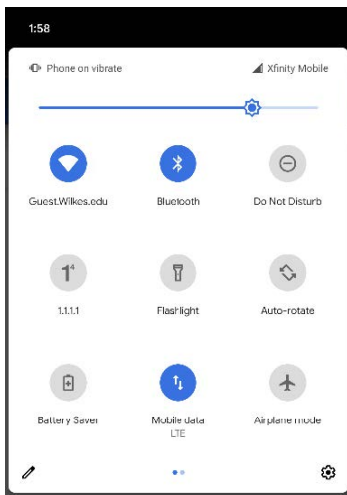 1:58
Phone on vibrate Xfinity Mobile
Guest.Wilkes.edu Bluetooth Do Not Disturb
1⁴
1.1.1.1 Flashlight Auto-rotate
Battery Saver Mobile data Airplane mode
LTE